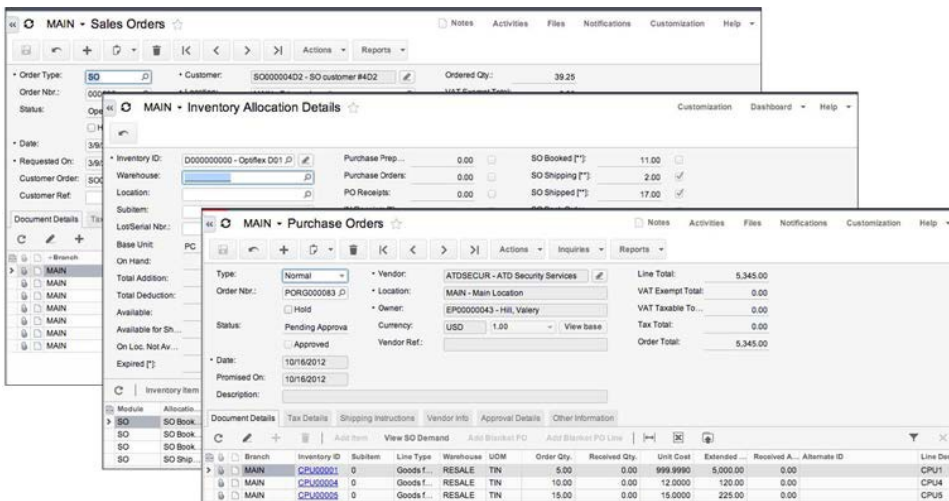 MAIN - Sales Orders
Notes Activities Files Notifications Customization Help
Actions Reports
Order Type: SO Customer: SO000004D2 - SO customer #4D2 Ordered Qty.: 39.25
Order Nbr.:
Status:
Date:
Requested On:
Customer Order:
Customer Ref:
Document Details
Branch
MAIN
MAIN
MAIN
MAIN
MAIN
MAIN
MAIN
MAIN - Inventory Allocation Details
Customization Dashboard Help
Inventory ID: D000000000 - Optiflex D01 Purchase Prep... 0.00 SO Booked [**]: 11.00
Warehouse: Purchase Orders: 0.00 SO Shipping [**]: 2.00
Location: PO Receipts: 0.00 SO Shipped [**]: 17.00
Subitem:
Lot/Serial Nbr.:
Base Unit: PC
On Hand:
Total Addition:
Total Deduction:
Available:
Available for Sh...
On Loc. Not Av...
Expired [*]:
Inventory Item
Module Allocatio...
SO SO Book...
SO SO Book...
SO SO Book...
SO SO Ship...
MAIN - Purchase Orders
Notes Activities Files Notifications Customization Help
Actions Inquiries Reports
Type: Normal Vendor: ATDSECUR - ATD Security Services Line Total: 5,345.00
Order Nbr.: PORG000083 Location: MAIN - Main Location VAT Exempt Total: 0.00
Hold Owner: EP00000043 - Hill, Valery VAT Taxable To... 0.00
Status: Pending Approva Currency: USD 1.00 View base Tax Total: 0.00
Approved Vendor Ref.: Order Total: 5,345.00
Date: 10/16/2012
Promised On: 10/16/2012
Description:
Document Details Tax Details Shipping Instructions Vendor Info Approval Details Other Information
Add Item View SO Demand Add Blanket PO Add Blanket PO Line
Branch Inventory ID Subitem Line Type Warehouse UOM Order Qty. Received Qty. Unit Cost Extended ... Received A... Alternate ID Line Des
MAIN CPU00001 0 Goods f... RESALE TIN 5.00 0.00 999.9990 5,000.00 0.00 CPU1
MAIN CPU00004 0 Goods f... RESALE TIN 10.00 0.00 12.0000 120.00 0.00 CPU4
MAIN CPU00005 0 Goods f... RESALE TIN 15.00 0.00 15.0000 225.00 0.00 CPU5